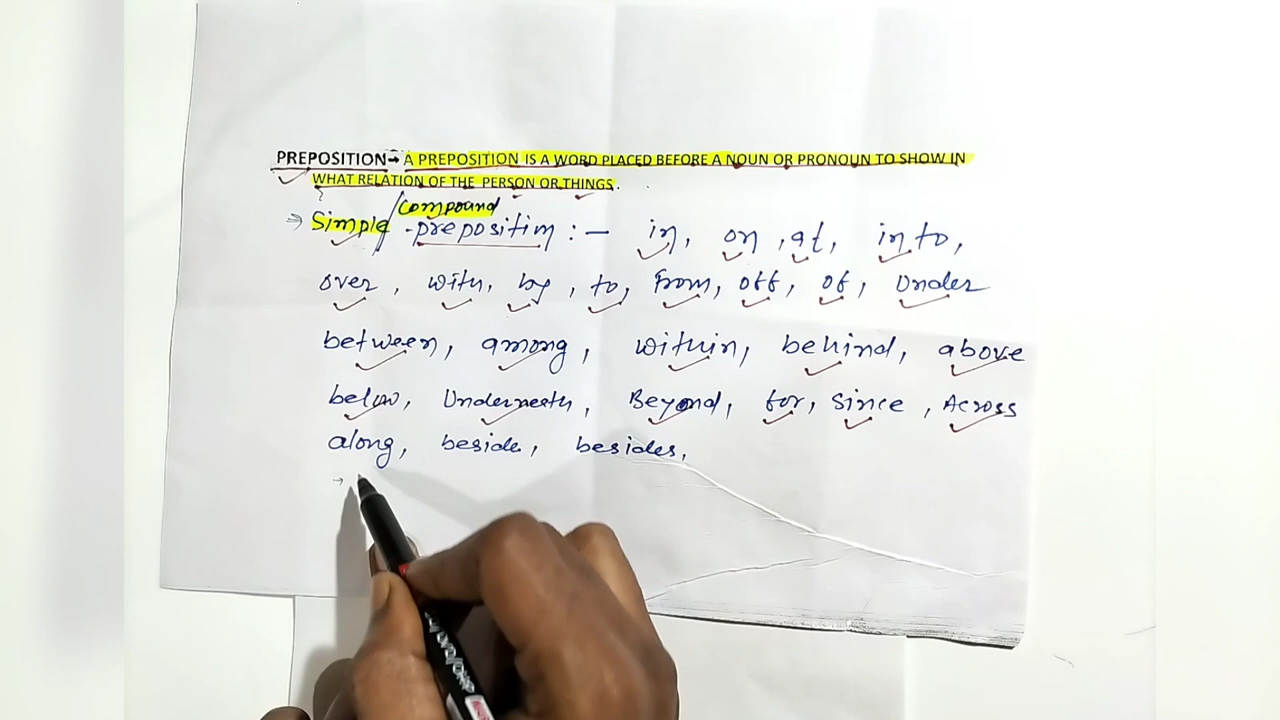 PREPOSITION→ A PREPOSITION IS A WORD PLACED BEFORE A NOUN OR PRONOUN TO SHOW IN
WHAT RELATION OF THE PERSON OR THINGS.
→ Simple/compound -preposition :- in, on, at, into,
over, with, by, to, from, off, of, Under
between, among, within, behind, above
below, Underneath, Beyond, for, Since, Across
along, beside, besides,
→